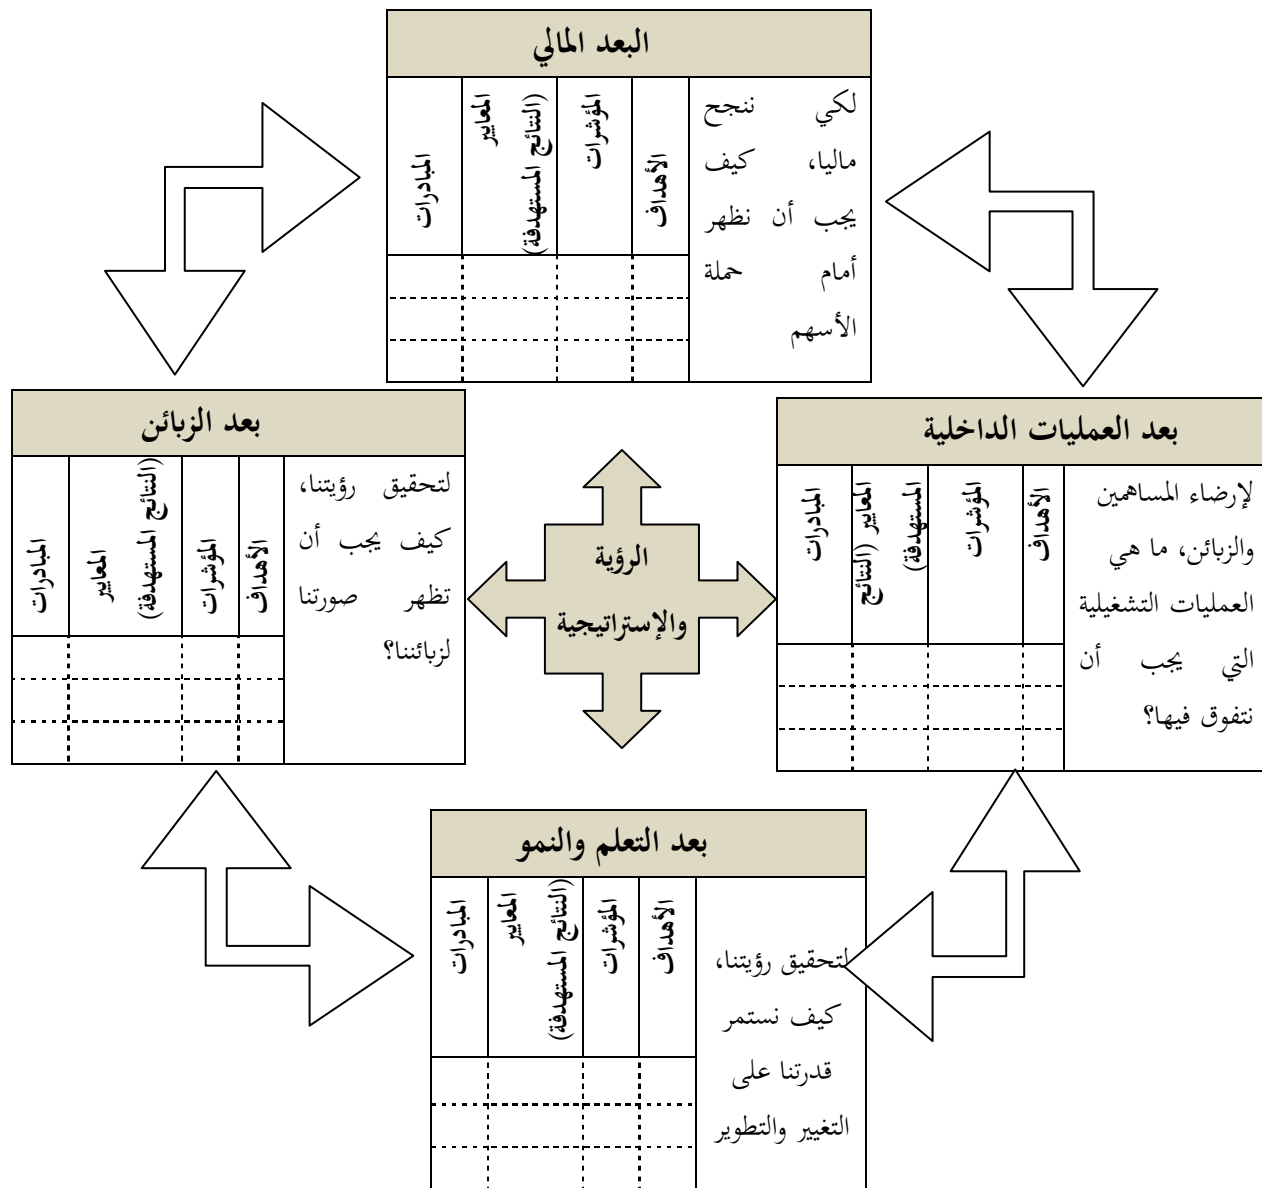 البعد المالي
لكي ننجح
ماليا، كيف
يجب أن نظهر
أمام حملة
الأسهم
الأهداف
المؤشرات
المعايير
(النتائج المستهدفة)
المبادرات
بعد العمليات الداخلية
لإرضاء المساهمين
والزبائن، ما هي
العمليات التشغيلية
التي يجب أن
نتفوق فيها؟
الأهداف
المؤشرات
المعايير (النتائج
المستهدفة)
المبادرات
الرؤية
والإستراتيجية
بعد الزبائن
لتحقيق رؤيتنا،
كيف يجب أن
تظهر صورتنا
لزبائننا؟
الأهداف
المؤشرات
المعايير
(النتائج المستهدفة)
المبادرات
بعد التعلم والنمو
لتحقيق رؤيتنا،
كيف نستمر
قدرتنا على
التغيير والتطوير
الأهداف
المؤشرات
المعايير
(النتائج المستهدفة)
المبادرات